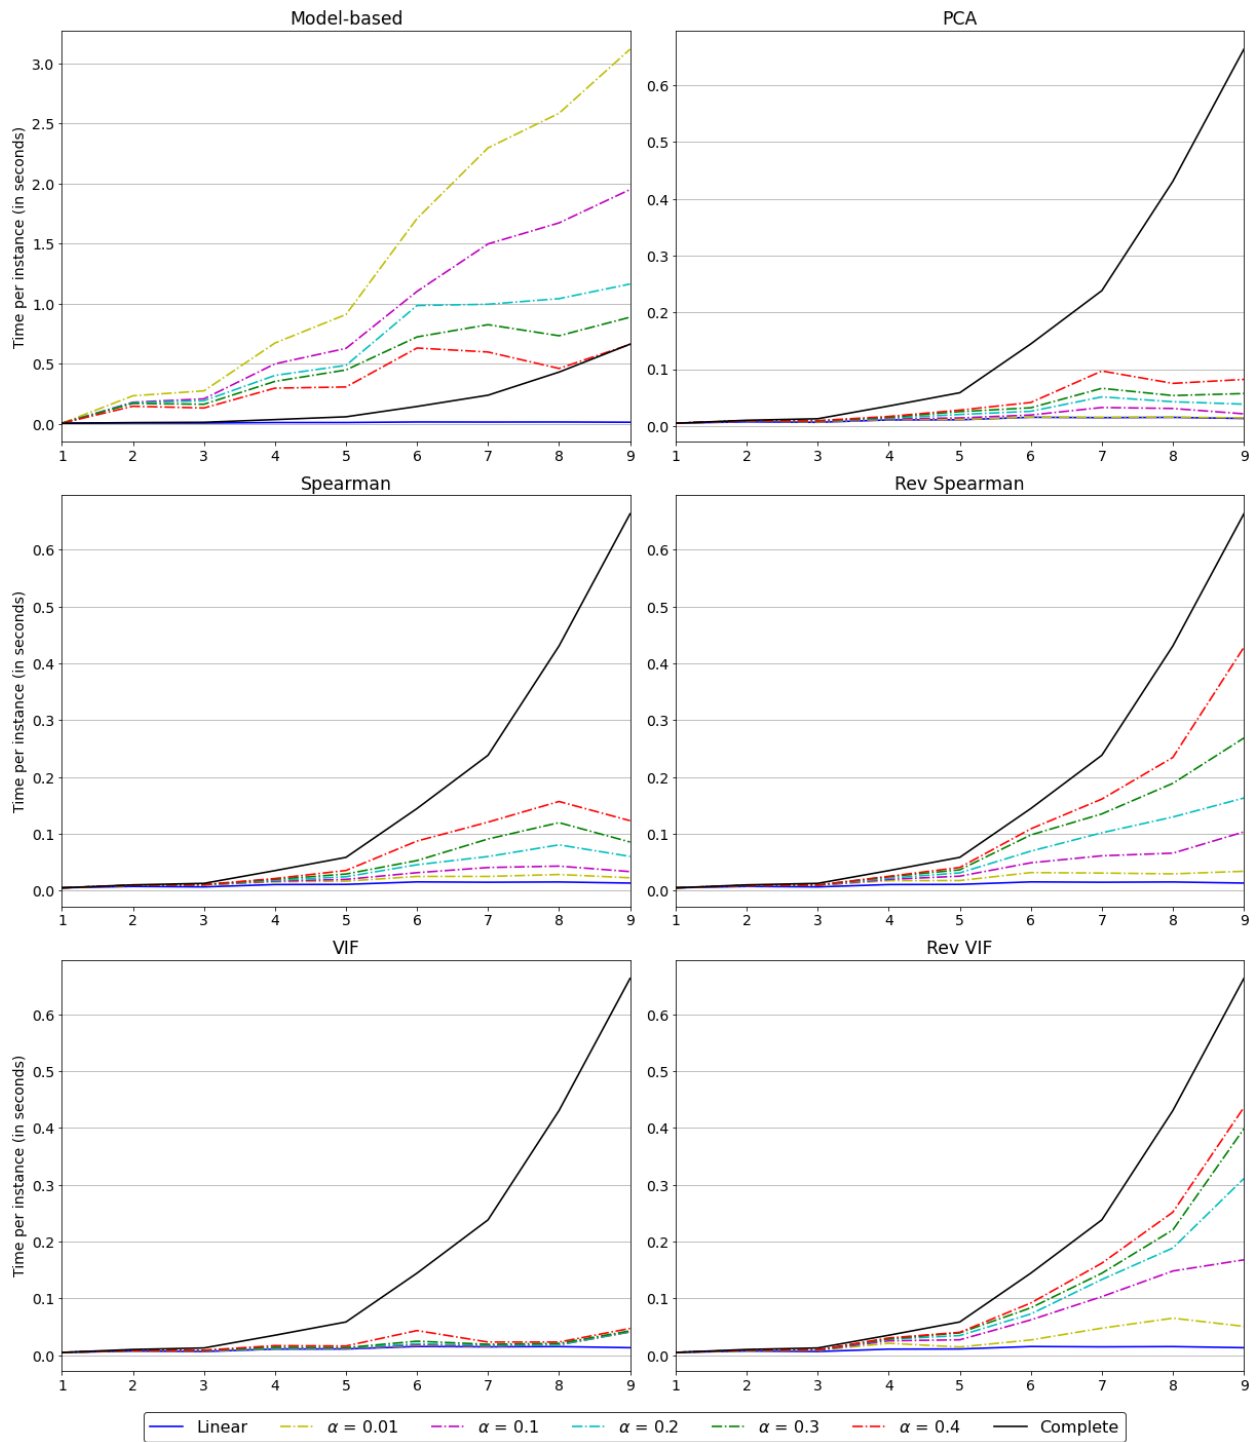 Model-based
Time per instance (in seconds)
3.0
2.5
2.0
1.5
1.0
0.5
0.0
1 2 3 4 5 6 7 8 9
PCA
0.6
0.5
0.4
0.3
0.2
0.1
0.0
1 2 3 4 5 6 7 8 9
Spearman
Time per instance (in seconds)
0.6
0.5
0.4
0.3
0.2
0.1
0.0
1 2 3 4 5 6 7 8 9
Rev Spearman
0.6
0.5
0.4
0.3
0.2
0.1
0.0
1 2 3 4 5 6 7 8 9
VIF
Time per instance (in seconds)
0.6
0.5
0.4
0.3
0.2
0.1
0.0
1 2 3 4 5 6 7 8 9
Rev VIF
0.6
0.5
0.4
0.3
0.2
0.1
0.0
1 2 3 4 5 6 7 8 9
Linear α = 0.01 α = 0.1 α = 0.2 α = 0.3 α = 0.4 Complete